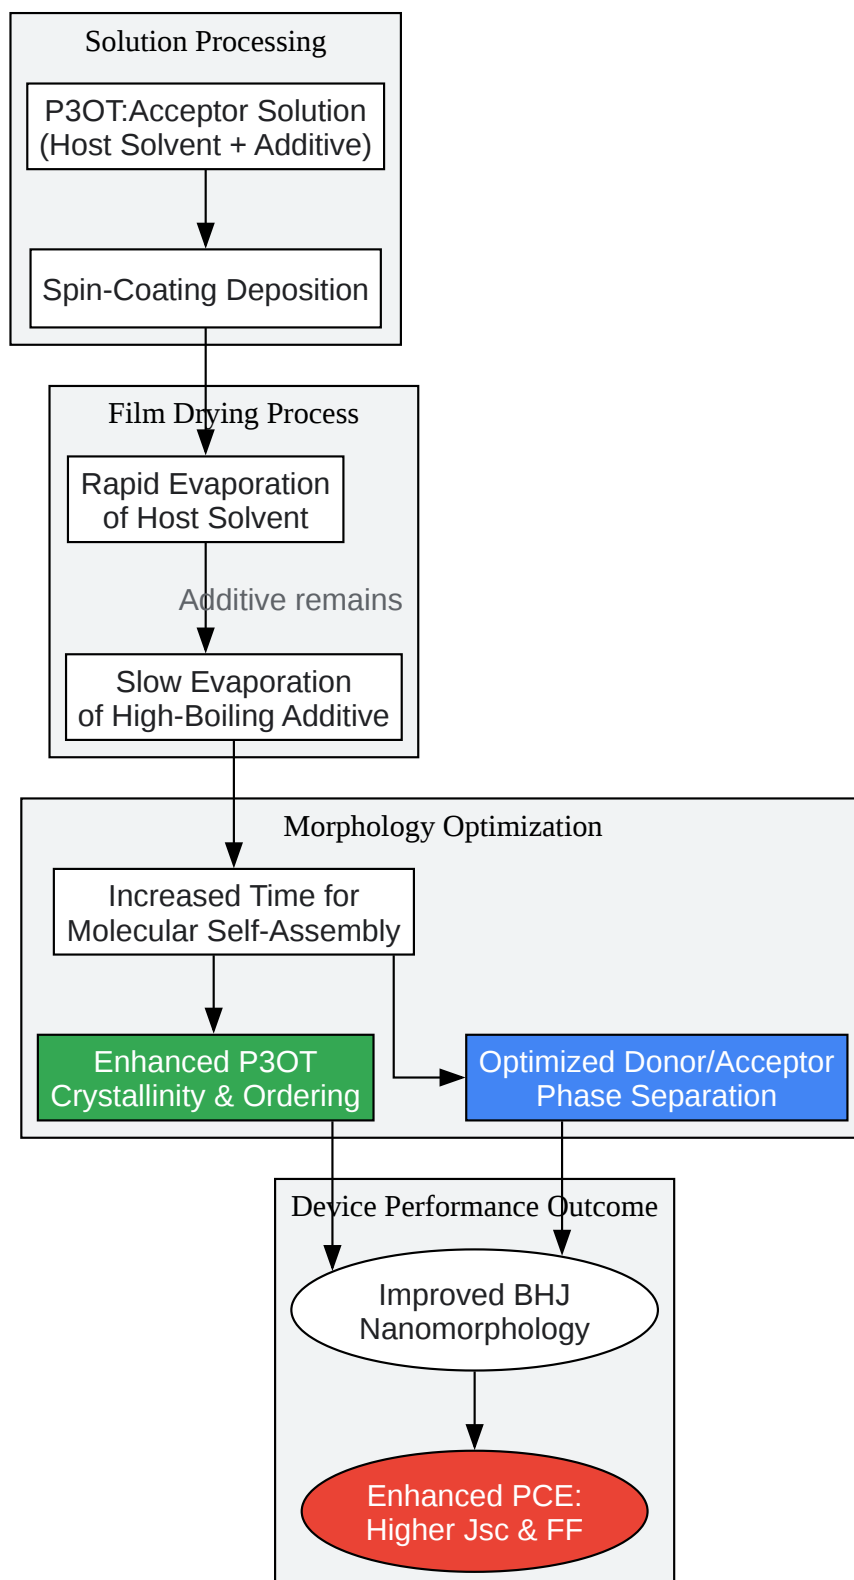 Solution Processing
P3OT:Acceptor Solution
(Host Solvent + Additive)
Spin-Coating Deposition
Film Drying Process
Rapid Evaporation
of Host Solvent
Additive remains
Slow Evaporation
of High-Boiling Additive
Morphology Optimization
Increased Time for
Molecular Self-Assembly
Enhanced P3OT
Crystallinity & Ordering
Optimized Donor/Acceptor
Phase Separation
Device Performance Outcome
Improved BHJ
Nanomorphology
Enhanced PCE:
Higher Jsc & FF